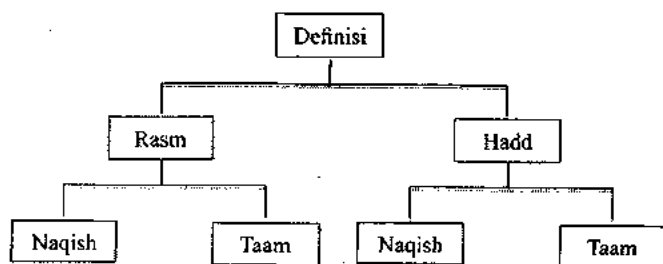 Definisi
Rasm
Hadd
Naqish
Taam
Naqish
Taam